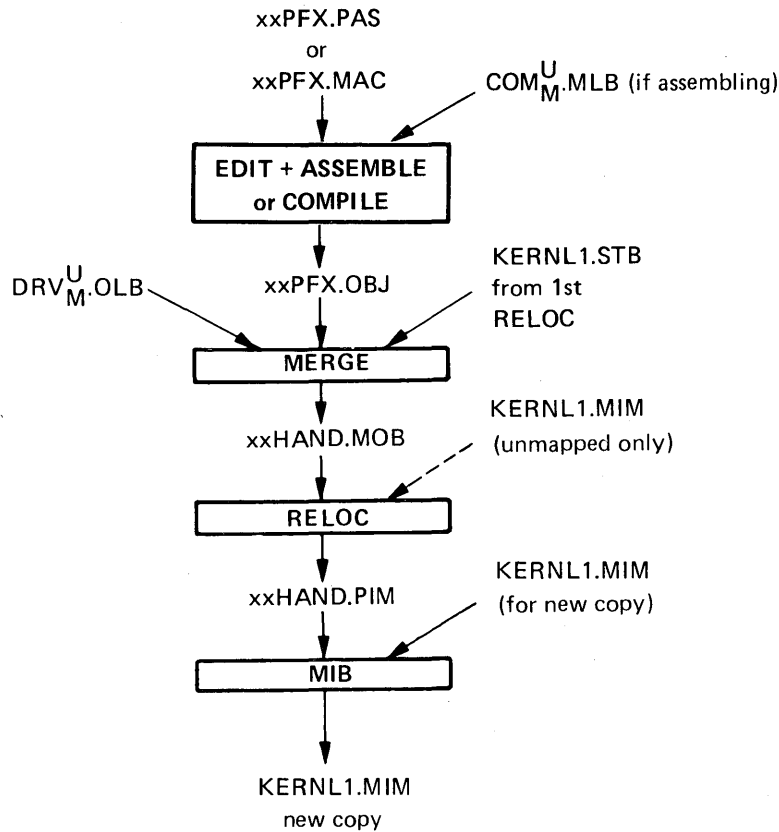 xxPFX.PAS
or
xxPFX.MAC
COM U M .MLB (if assembling)
EDIT + ASSEMBLE
or COMPILE
KERNL1.STB
from 1st
RELOC
DRV U M .OLB
xxPFX.OBJ
MERGE
KERNL1.MIM
(unmapped only)
xxHAND.MOB
RELOC
KERNL1.MIM
(for new copy)
xxHAND.PIM
MIB
KERNL1.MIM
new copy